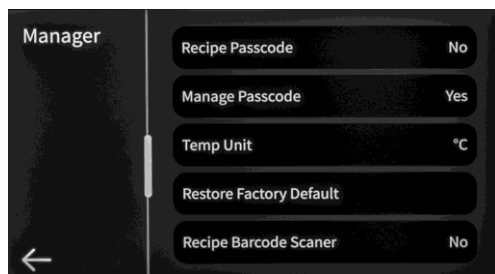 Manager
Recipe Passcode No
Manage Passcode Yes
Temp Unit °C
Restore Factory Default
Recipe Barcode Scaner No